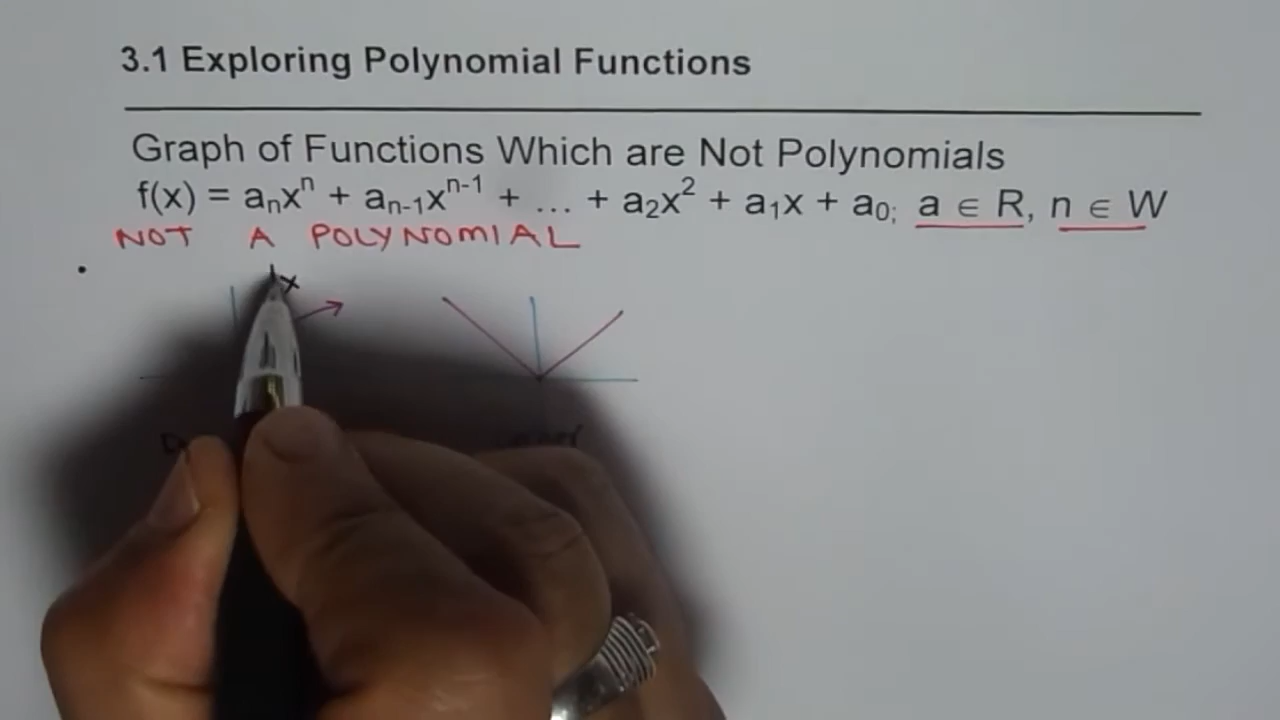 3.1 Exploring Polynomial Functions
Graph of Functions Which are Not Polynomials
f(x) = aₙxⁿ + aₙ₋₁xⁿ⁻¹ + ... + a₂x² + a₁x + a₀; a ∈ R, n ∈ W
NOT A POLYNOMIAL
x